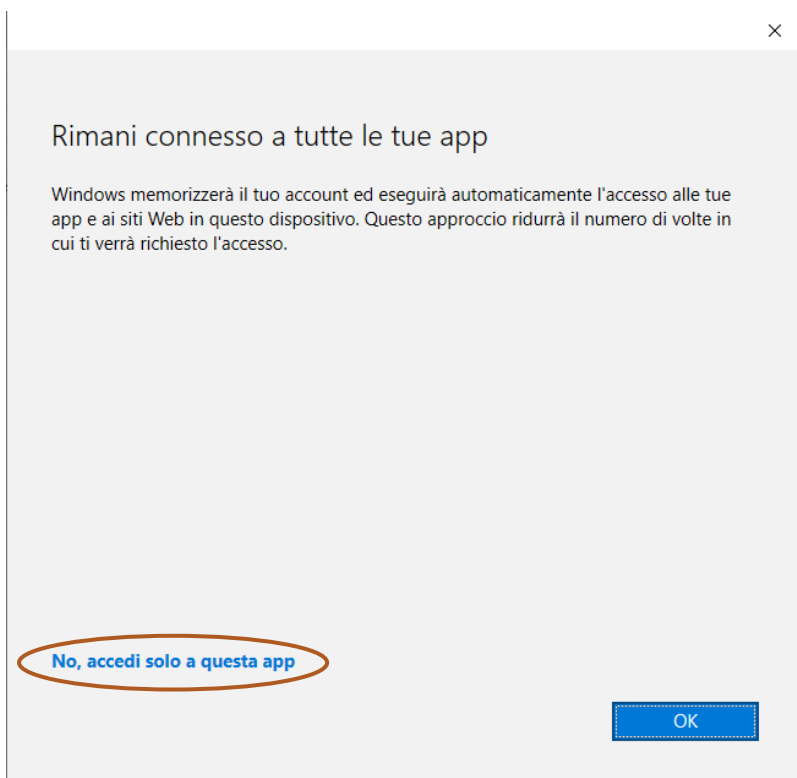 Rimani connesso a tutte le tue app
Windows memorizzerà il tuo account ed eseguirà automaticamente l'accesso alle tue
app e ai siti Web in questo dispositivo. Questo approccio ridurrà il numero di volte in
cui ti verrà richiesto l'accesso.
No, accedi solo a questa app
OK